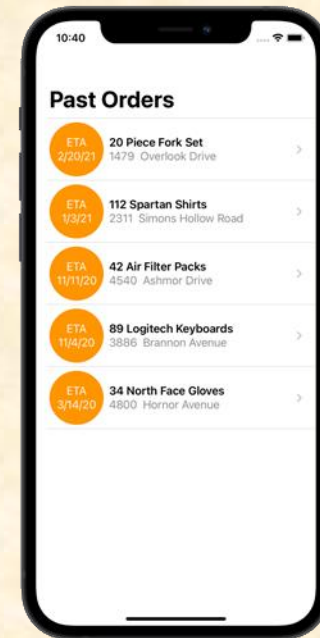 10:40
Past Orders
ETA
2/20/21
20 Piece Fork Set
1479 Overlook Drive
ETA
1/3/21
112 Spartan Shirts
2311 Simons Hollow Road
ETA
11/11/20
42 Air Filter Packs
4540 Ashmor Drive
ETA
11/4/20
89 Logitech Keyboards
3886 Brannon Avenue
ETA
3/14/20
34 North Face Gloves
4800 Hornor Avenue